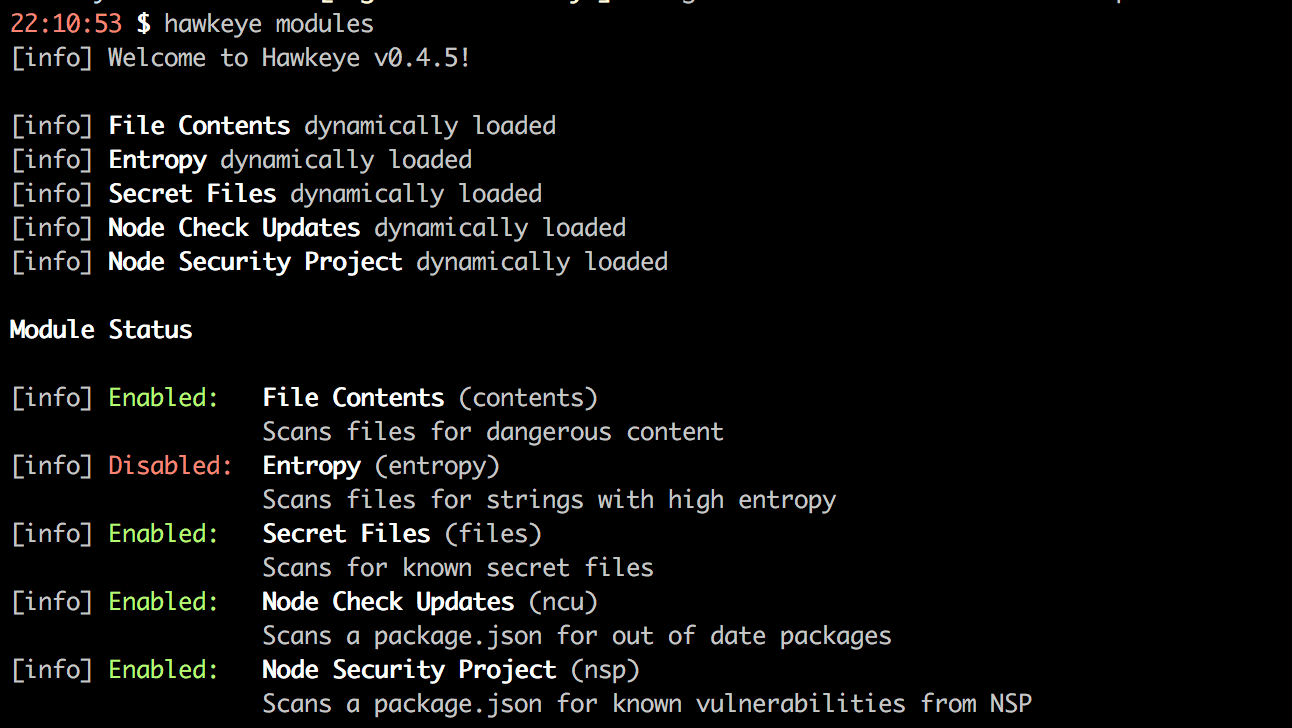 22:10:53 $ hawkeye modules
[info] Welcome to Hawkeye v0.4.5!
[info] File Contents dynamically loaded
[info] Entropy dynamically loaded
[info] Secret Files dynamically loaded
[info] Node Check Updates dynamically loaded
[info] Node Security Project dynamically loaded
Module Status
[info] Enabled: File Contents (contents)
Scans files for dangerous content
[info] Disabled: Entropy (entropy)
Scans files for strings with high entropy
[info] Enabled: Secret Files (files)
Scans for known secret files
[info] Enabled: Node Check Updates (ncu)
Scans a package.json for out of date packages
[info] Enabled: Node Security Project (nsp)
Scans a package.json for known vulnerabilities from NSP